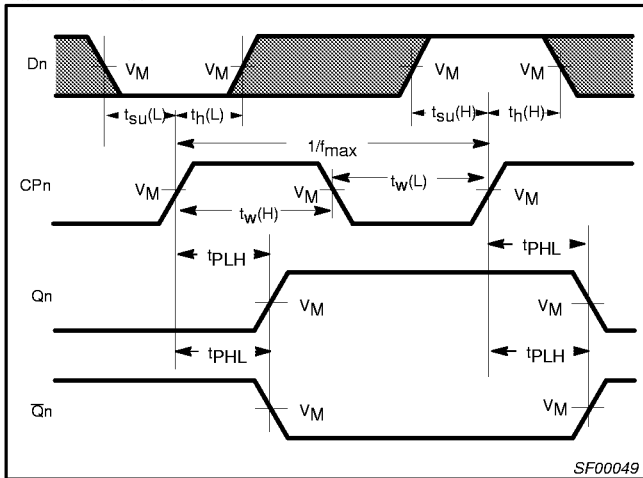 Dn
VM VM VM VM
tsu(L) th(L) tsu(H) th(H)
1/fmax
CPn
VM VM tw(L) VM
tw(H)
tPLH tPHL
Qn
VM VM
tPHL tPLH
Q̅n
VM VM
SF00049